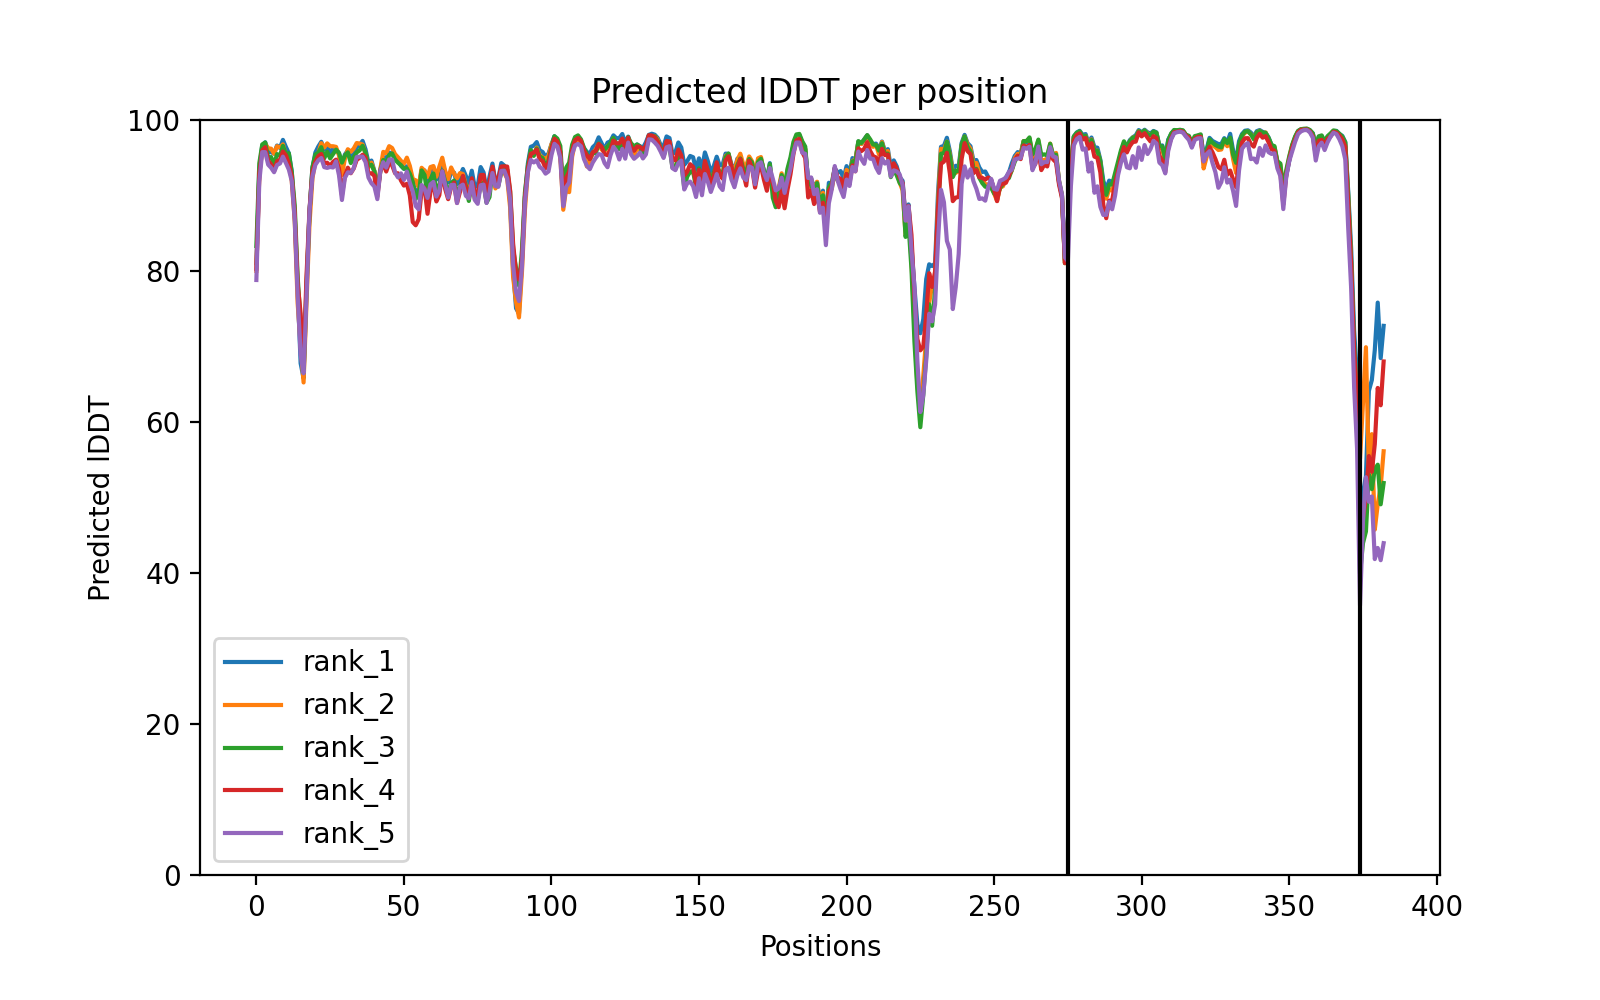 Predicted lDDT per position
100
80
60
40
20
0
Predicted lDDT
rank_1
rank_2
rank_3
rank_4
rank_5
0 50 100 150 200 250 300 350 400
Positions